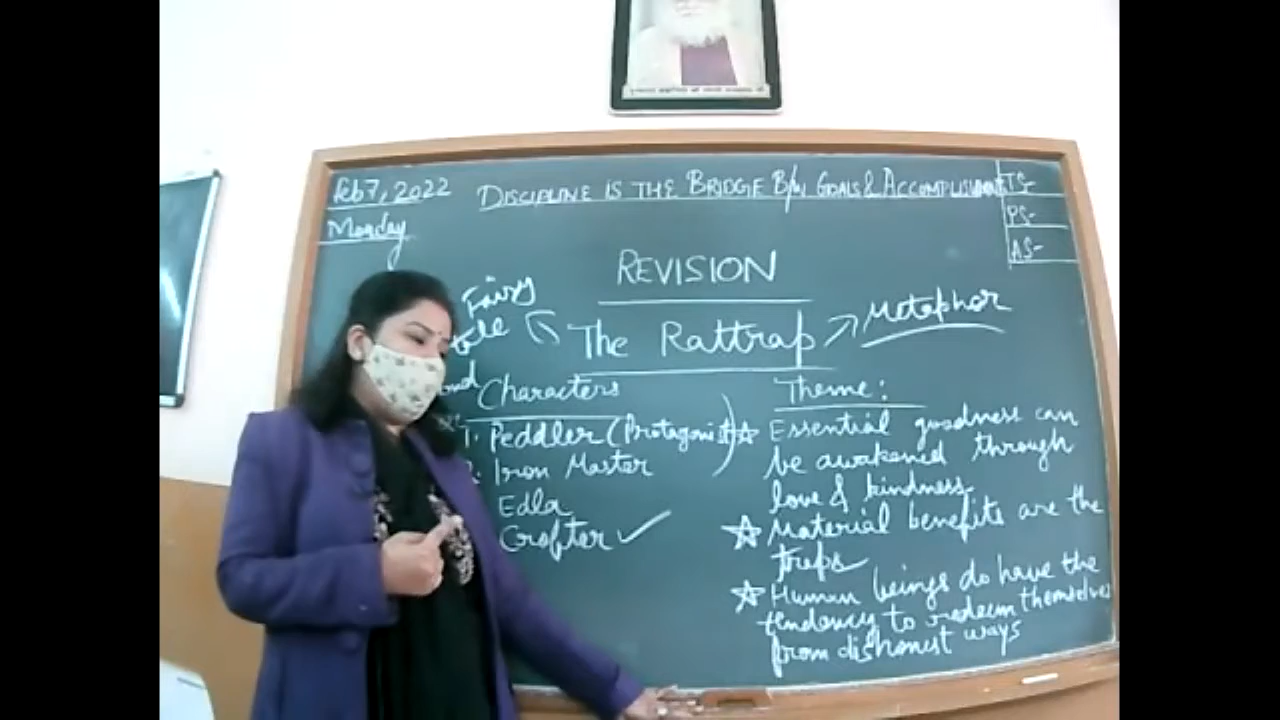 Feb 7, 2022
Monday
DISCIPLINE IS THE BRIDGE B/W GOALS & ACCOMPLISHMENT
TS-
PS-
AS-
REVISION
Fairy
tale
The Rattrap
Metaphor
Characters
1. Peddler (Protagonist)
2. Iron Master
Edla
Crofter ✓
Theme:
☆ Essential goodness can
be awakened through
love & kindness
☆ Material benefits are the
traps
☆ Human beings do have the
tendency to redeem themselves
from dishonest ways